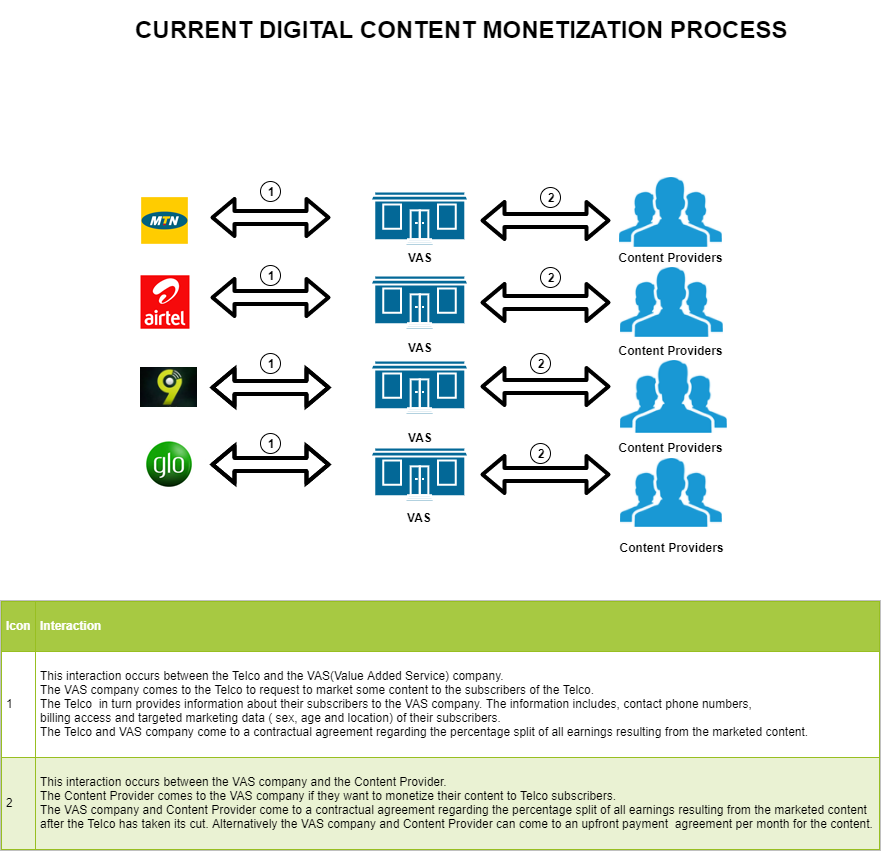 CURRENT DIGITAL CONTENT MONETIZATION PROCESS
MTN
1
VAS
2
Content Providers
airtel
1
VAS
2
Content Providers
9
1
VAS
2
Content Providers
glo
1
VAS
2
Content Providers
Icon Interaction
1
This interaction occurs between the Telco and the VAS(Value Added Service) company.
The VAS company comes to the Telco to request to market some content to the subscribers of the Telco.
The Telco in turn provides information about their subscribers to the VAS company. The information includes, contact phone numbers,
billing access and targeted marketing data ( sex, age and location) of their subscribers.
The Telco and VAS company come to a contractual agreement regarding the percentage split of all earnings resulting from the marketed content.
2
This interaction occurs between the VAS company and the Content Provider.
The Content Provider comes to the VAS company if they want to monetize their content to Telco subscribers.
The VAS company and Content Provider come to a contractual agreement regarding the percentage split of all earnings resulting from the marketed content
after the Telco has taken its cut. Alternatively the VAS company and Content Provider can come to an upfront payment agreement per month for the content.